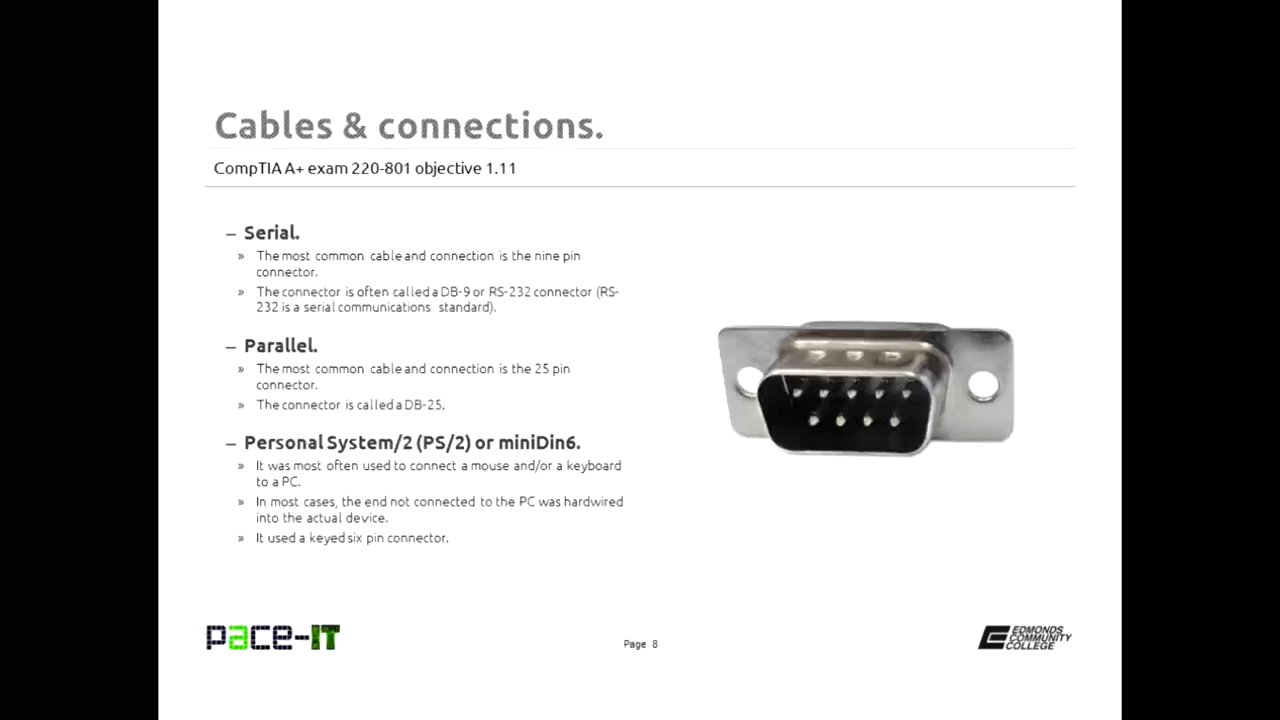 Cables & connections.
CompTIA A+ exam 220-801 objective 1.11
– Serial.
» The most common cable and connection is the nine pin
connector.
» The connector is often called a DB-9 or RS-232 connector (RS-
232 is a serial communications standard).
– Parallel.
» The most common cable and connection is the 25 pin
connector.
» The connector is called a DB-25.
– Personal System/2 (PS/2) or miniDin6.
» It was most often used to connect a mouse and/or a keyboard
to a PC.
» In most cases, the end not connected to the PC was hardwired
into the actual device.
» It used a keyed six pin connector.
pace-IT
Page 8
EDMONDS
COMMUNITY
COLLEGE